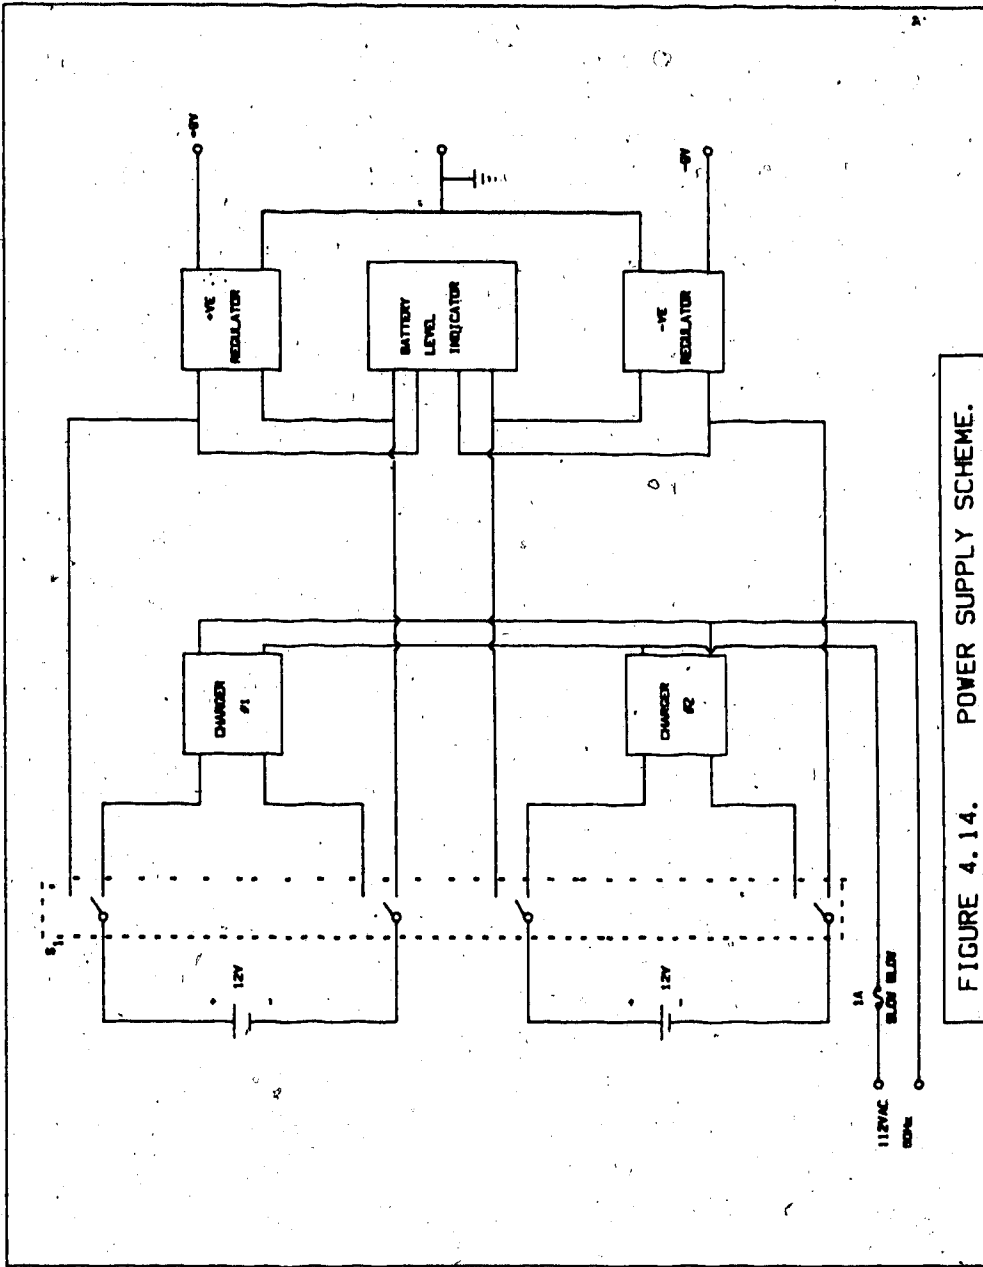 S1
+
12V
-
+
12V
-
CHARGER
#1
CHARGER
#2
+VE
REGULATOR
BATTERY
LEVEL
INDICATOR
-VE
REGULATOR
1A
SLOW BLOW
112VAC
60Hz
FIGURE 4.14. POWER SUPPLY SCHEME.